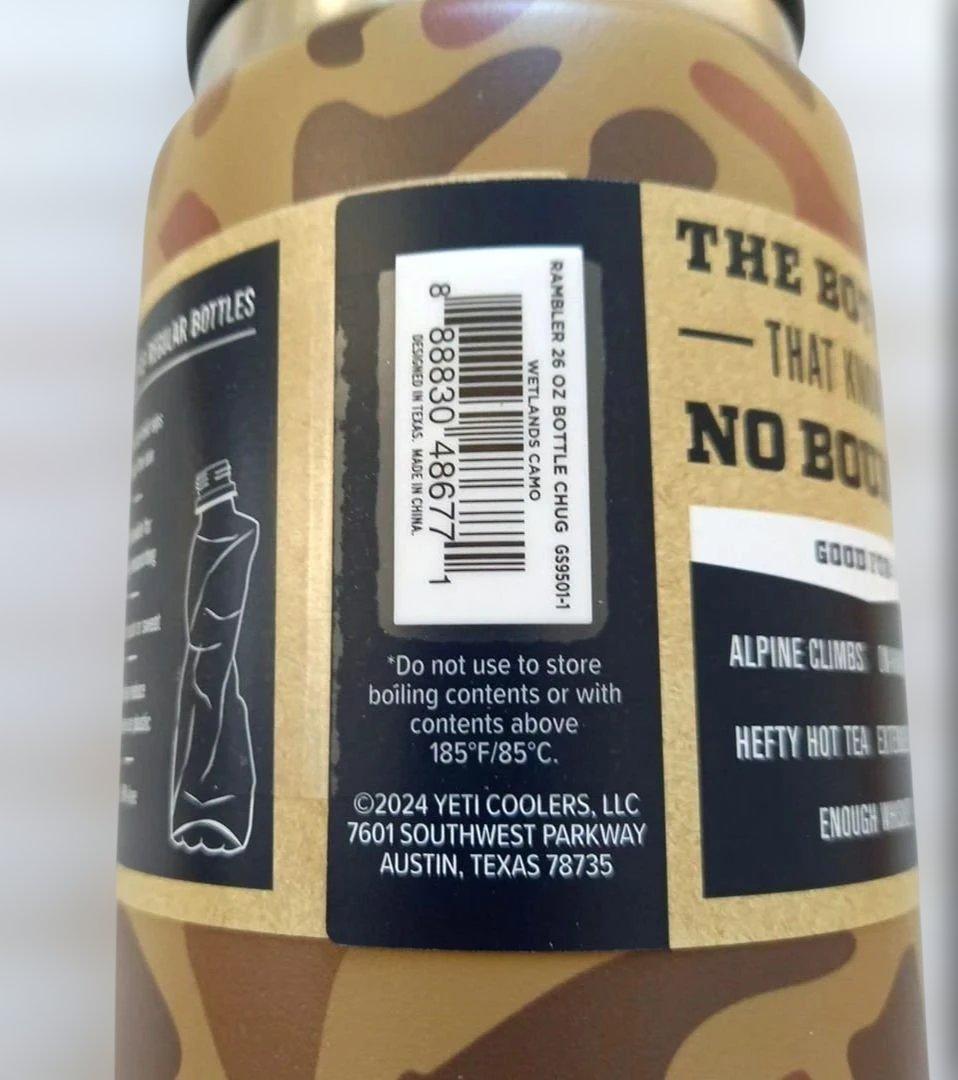 REGULAR BOTTLES
RAMBLER 26 OZ BOTTLE CHUG GS9501-1
WETLANDS CAMO
8 88830 48677 1
DESIGNED IN TEXAS. MADE IN CHINA.
*Do not use to store
boiling contents or with
contents above
185°F/85°C.
©2024 YETI COOLERS, LLC
7601 SOUTHWEST PARKWAY
AUSTIN, TEXAS 78735
THE
THAT
NO
GOOD
ALPINE CLIMBS
HEFTY HOT TEA
ENOUGH